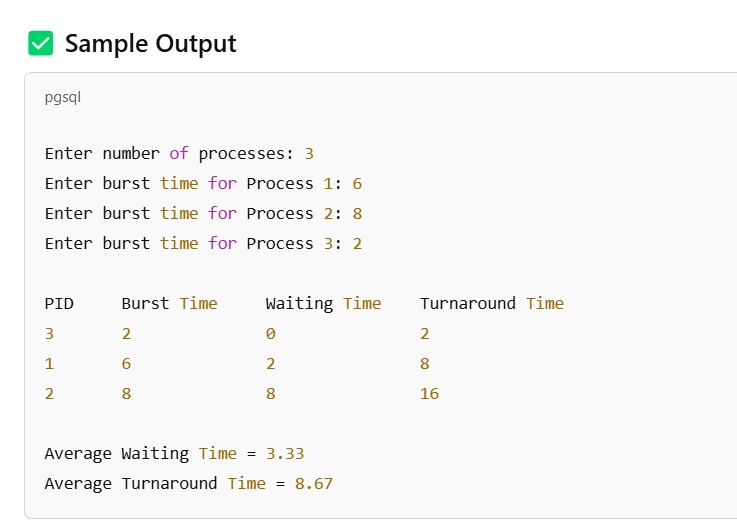 ✅ Sample Output
pgsql
Enter number of processes: 3
Enter burst time for Process 1: 6
Enter burst time for Process 2: 8
Enter burst time for Process 3: 2
PID Burst Time Waiting Time Turnaround Time
3 2 0 2
1 6 2 8
2 8 8 16
Average Waiting Time = 3.33
Average Turnaround Time = 8.67